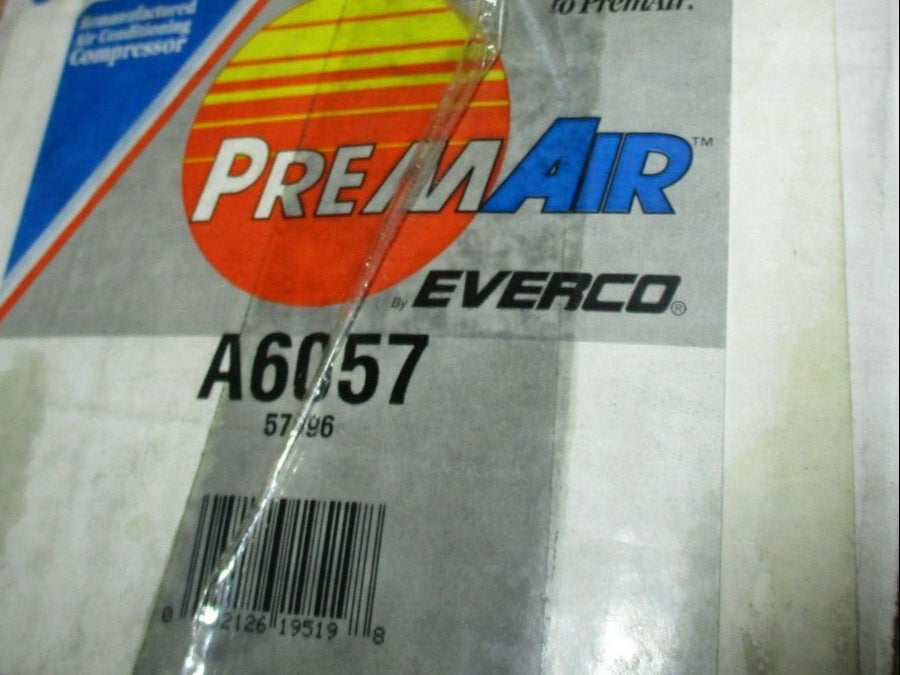 Remanufactured
Air Conditioning
Compressor
to PremAir.
PREMAIR™
By EVERCO®
A6057
0 2126 19519 8